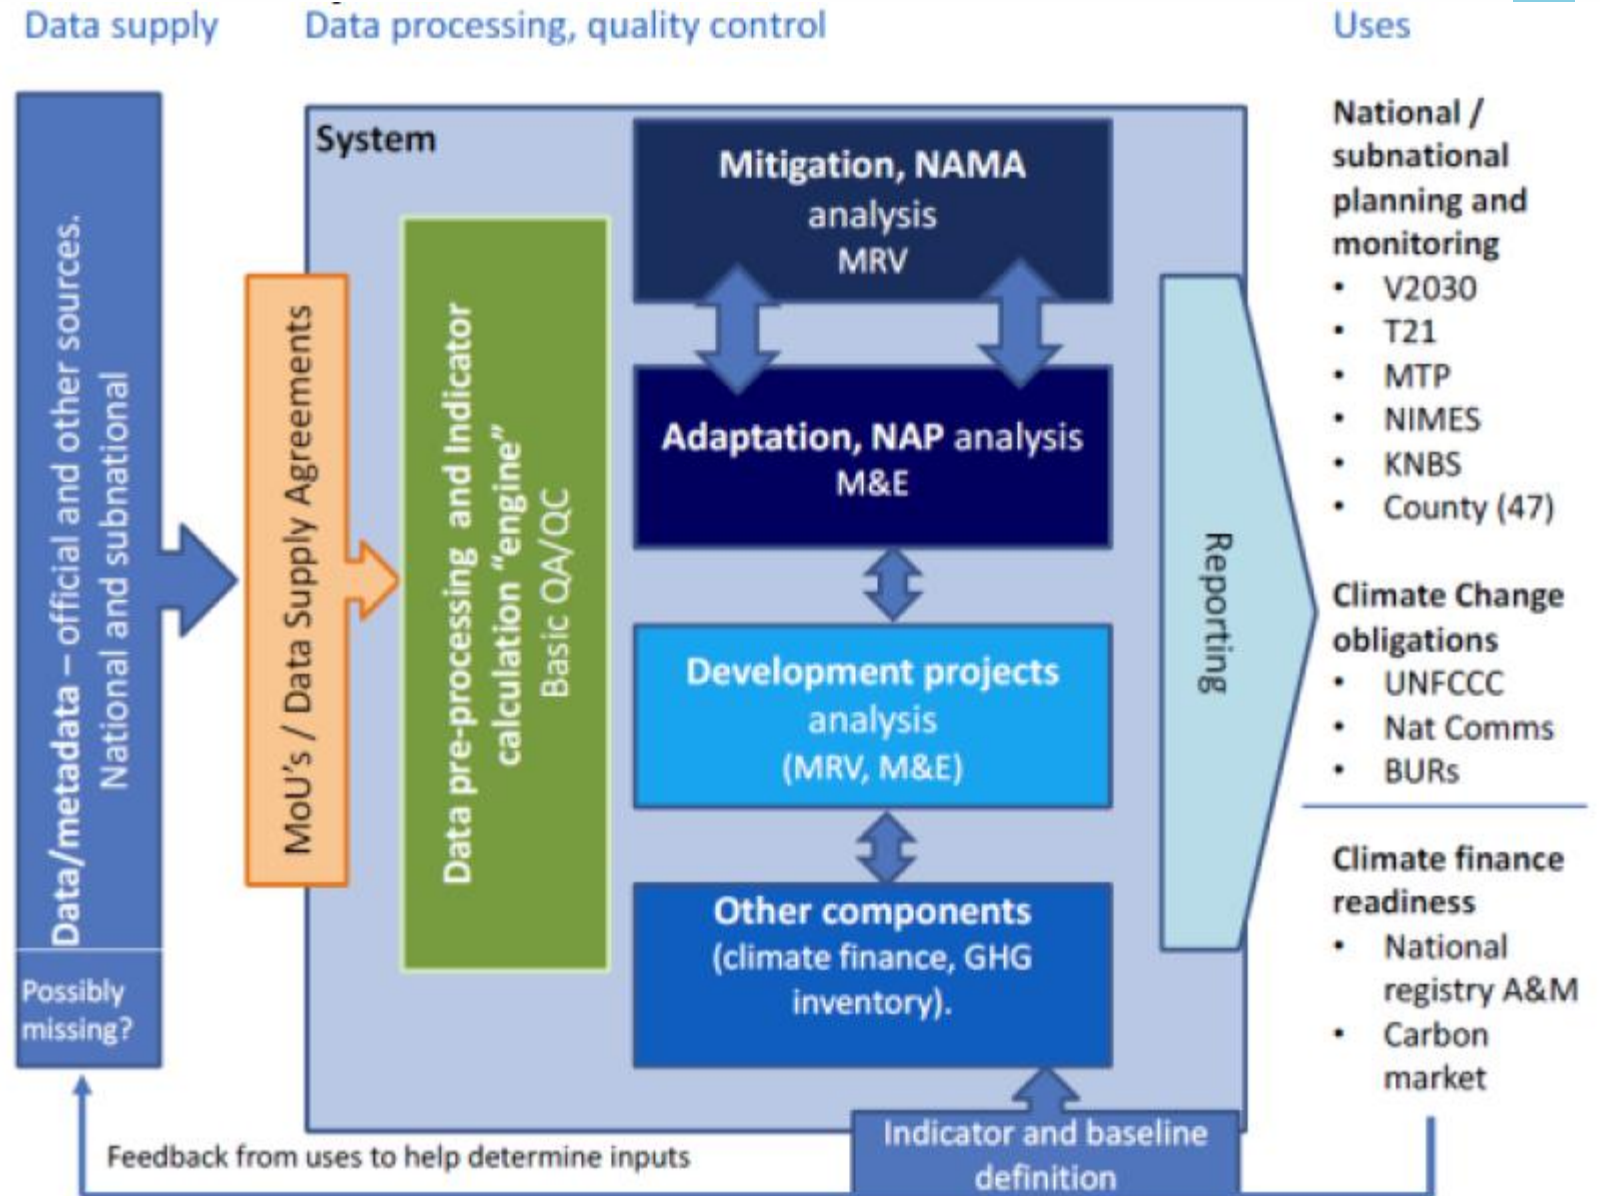 Data supply
Data processing, quality control
Uses
Data/metadata – official and other sources.
National and subnational
Possibly
missing?
MoU's / Data Supply Agreements
System
Data pre-processing and Indicator
calculation “engine”
Basic QA/QC
Mitigation, NAMA
analysis
MRV
Adaptation, NAP analysis
M&E
Development projects
analysis
(MRV, M&E)
Other components
(climate finance, GHG
inventory).
Indicator and baseline
definition
Reporting
National /
subnational
planning and
monitoring
• V2030
• T21
• MTP
• NIMES
• KNBS
• County (47)
Climate Change
obligations
• UNFCCC
• Nat Comms
• BURs
Climate finance
readiness
• National
registry A&M
• Carbon
market
Feedback from uses to help determine inputs